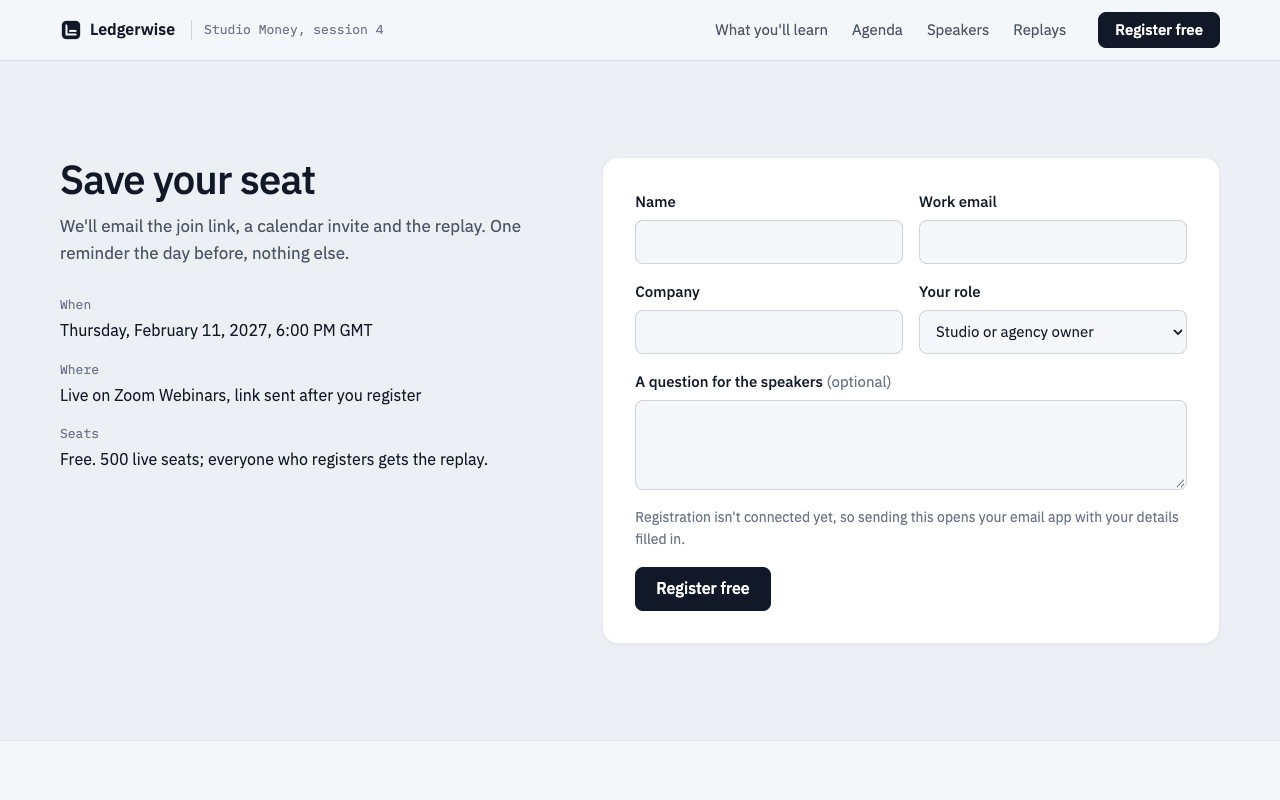 Ledgerwise
Studio Money, session 4
What you'll learn
Agenda
Speakers
Replays
Register free
Save your seat
We'll email the join link, a calendar invite and the replay. One
reminder the day before, nothing else.
When
Thursday, February 11, 2027, 6:00 PM GMT
Where
Live on Zoom Webinars, link sent after you register
Seats
Free. 500 live seats; everyone who registers gets the replay.
Name
Work email
Company
Your role
Studio or agency owner
A question for the speakers (optional)
Registration isn't connected yet, so sending this opens your email app with your details
filled in.
Register free